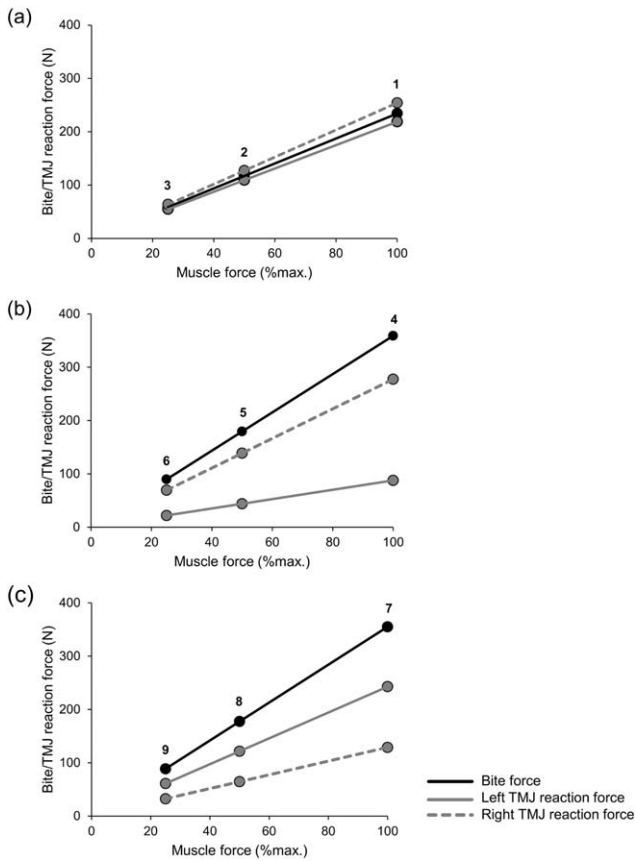 (a)
Bite/TMJ reaction force (N)
400
300
200
100
0
3
2
1
0 20 40 60 80 100
Muscle force (%max.)
(b)
Bite/TMJ reaction force (N)
400
300
200
100
0
6
5
4
0 20 40 60 80 100
Muscle force (%max.)
(c)
Bite/TMJ reaction force (N)
400
300
200
100
0
9
8
7
0 20 40 60 80 100
Muscle force (%max.)
Bite force
Left TMJ reaction force
Right TMJ reaction force